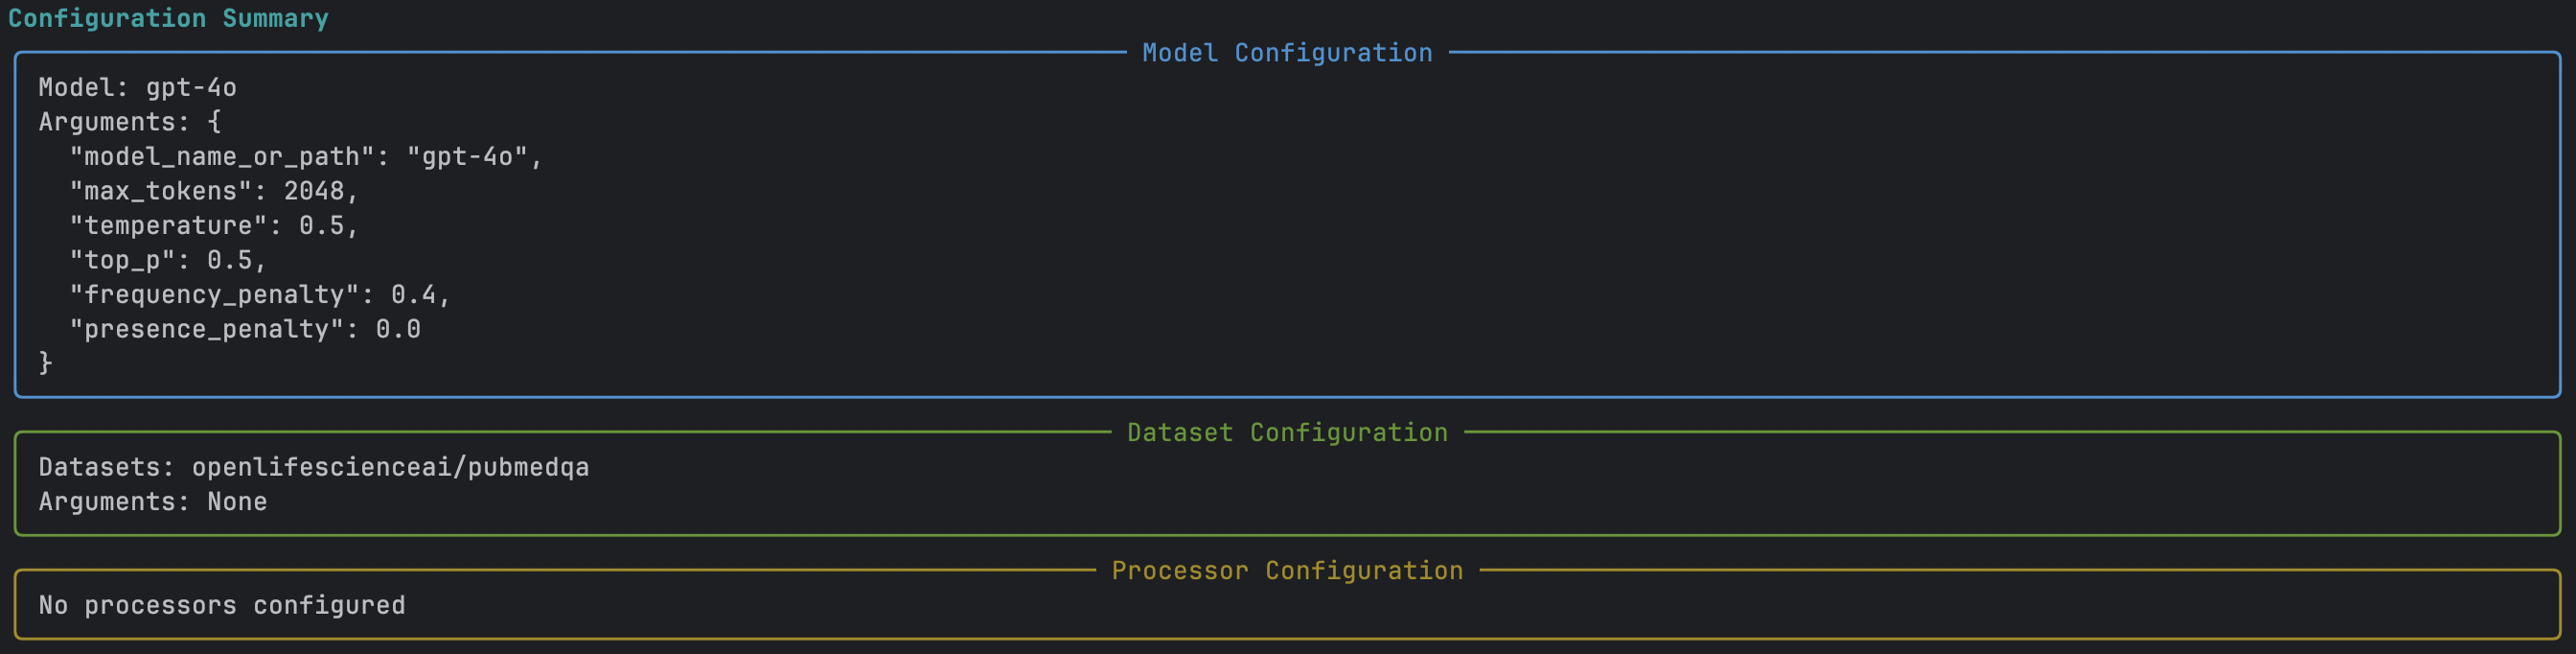 Configuration Summary
Model Configuration
Model: gpt-4o
Arguments: {
  "model_name_or_path": "gpt-4o",
  "max_tokens": 2048,
  "temperature": 0.5,
  "top_p": 0.5,
  "frequency_penalty": 0.4,
  "presence_penalty": 0.0
}
Dataset Configuration
Datasets: openlifescienceai/pubmedqa
Arguments: None
Processor Configuration
No processors configured